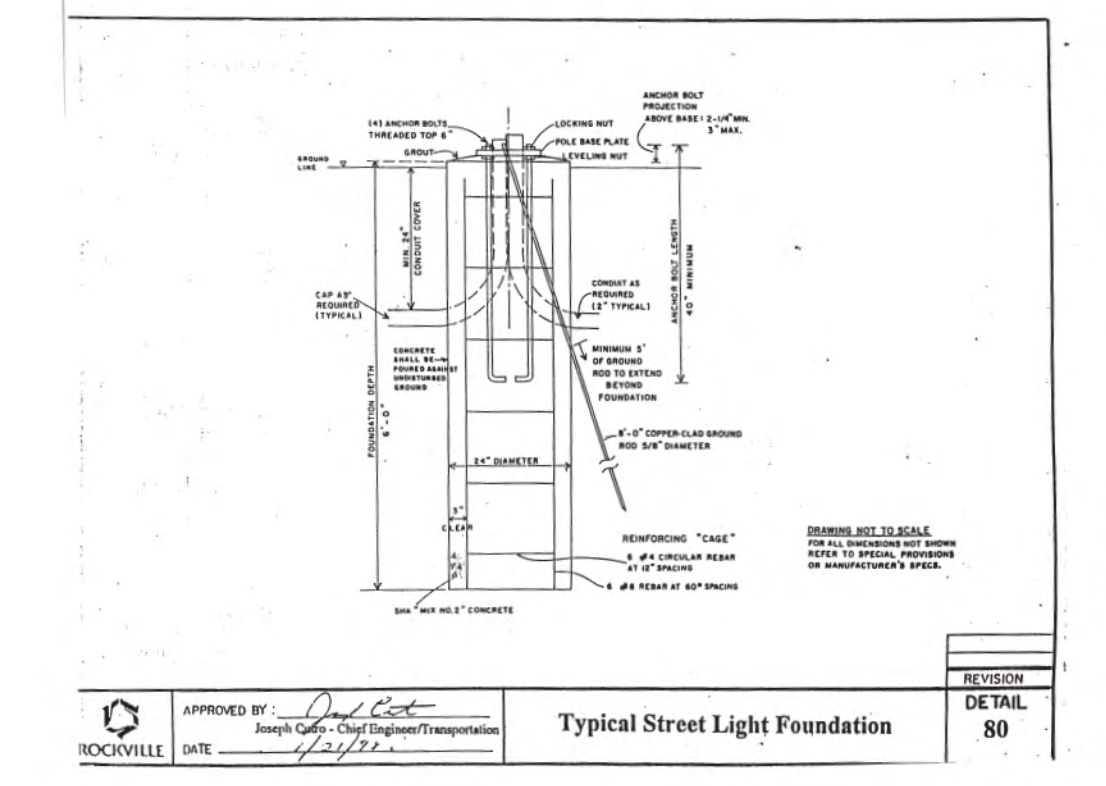 ANCHOR BOLT
PROJECTION
ABOVE BASE: 2-1/4" MIN.
3" MAX.
(4) ANCHOR BOLTS
THREADED TOP 6"
GROUT
LOCKING NUT
POLE BASE PLATE
LEVELING NUT
GROUND
LINE
MIN. 24"
CONDUIT COVER
ANCHOR BOLT LENGTH
40" MINIMUM
CAP AS
REQUIRED
(TYPICAL)
CONDUIT AS
REQUIRED
(2" TYPICAL)
CONCRETE
SHALL BE
POURED AGAINST
UNDISTURBED
GROUND
MINIMUM 5'
OF GROUND
ROD TO EXTEND
BEYOND
FOUNDATION
FOUNDATION DEPTH
6'-0"
8'-0" COPPER-CLAD GROUND
ROD 5/8" DIAMETER
24" DIAMETER
3"
CLEAR
REINFORCING "CAGE"
6 #4 CIRCULAR REBAR
AT 12" SPACING
6 #8 REBAR AT 60° SPACING
SHA "MIX NO. 2" CONCRETE
DRAWING NOT TO SCALE
FOR ALL DIMENSIONS NOT SHOWN
REFER TO SPECIAL PROVISIONS
OR MANUFACTURER'S SPECS.
REVISION
DETAIL
80
ROCKVILLE
APPROVED BY:
Joseph Cutro - Chief Engineer/Transportation
DATE
Typical Street Light Foundation